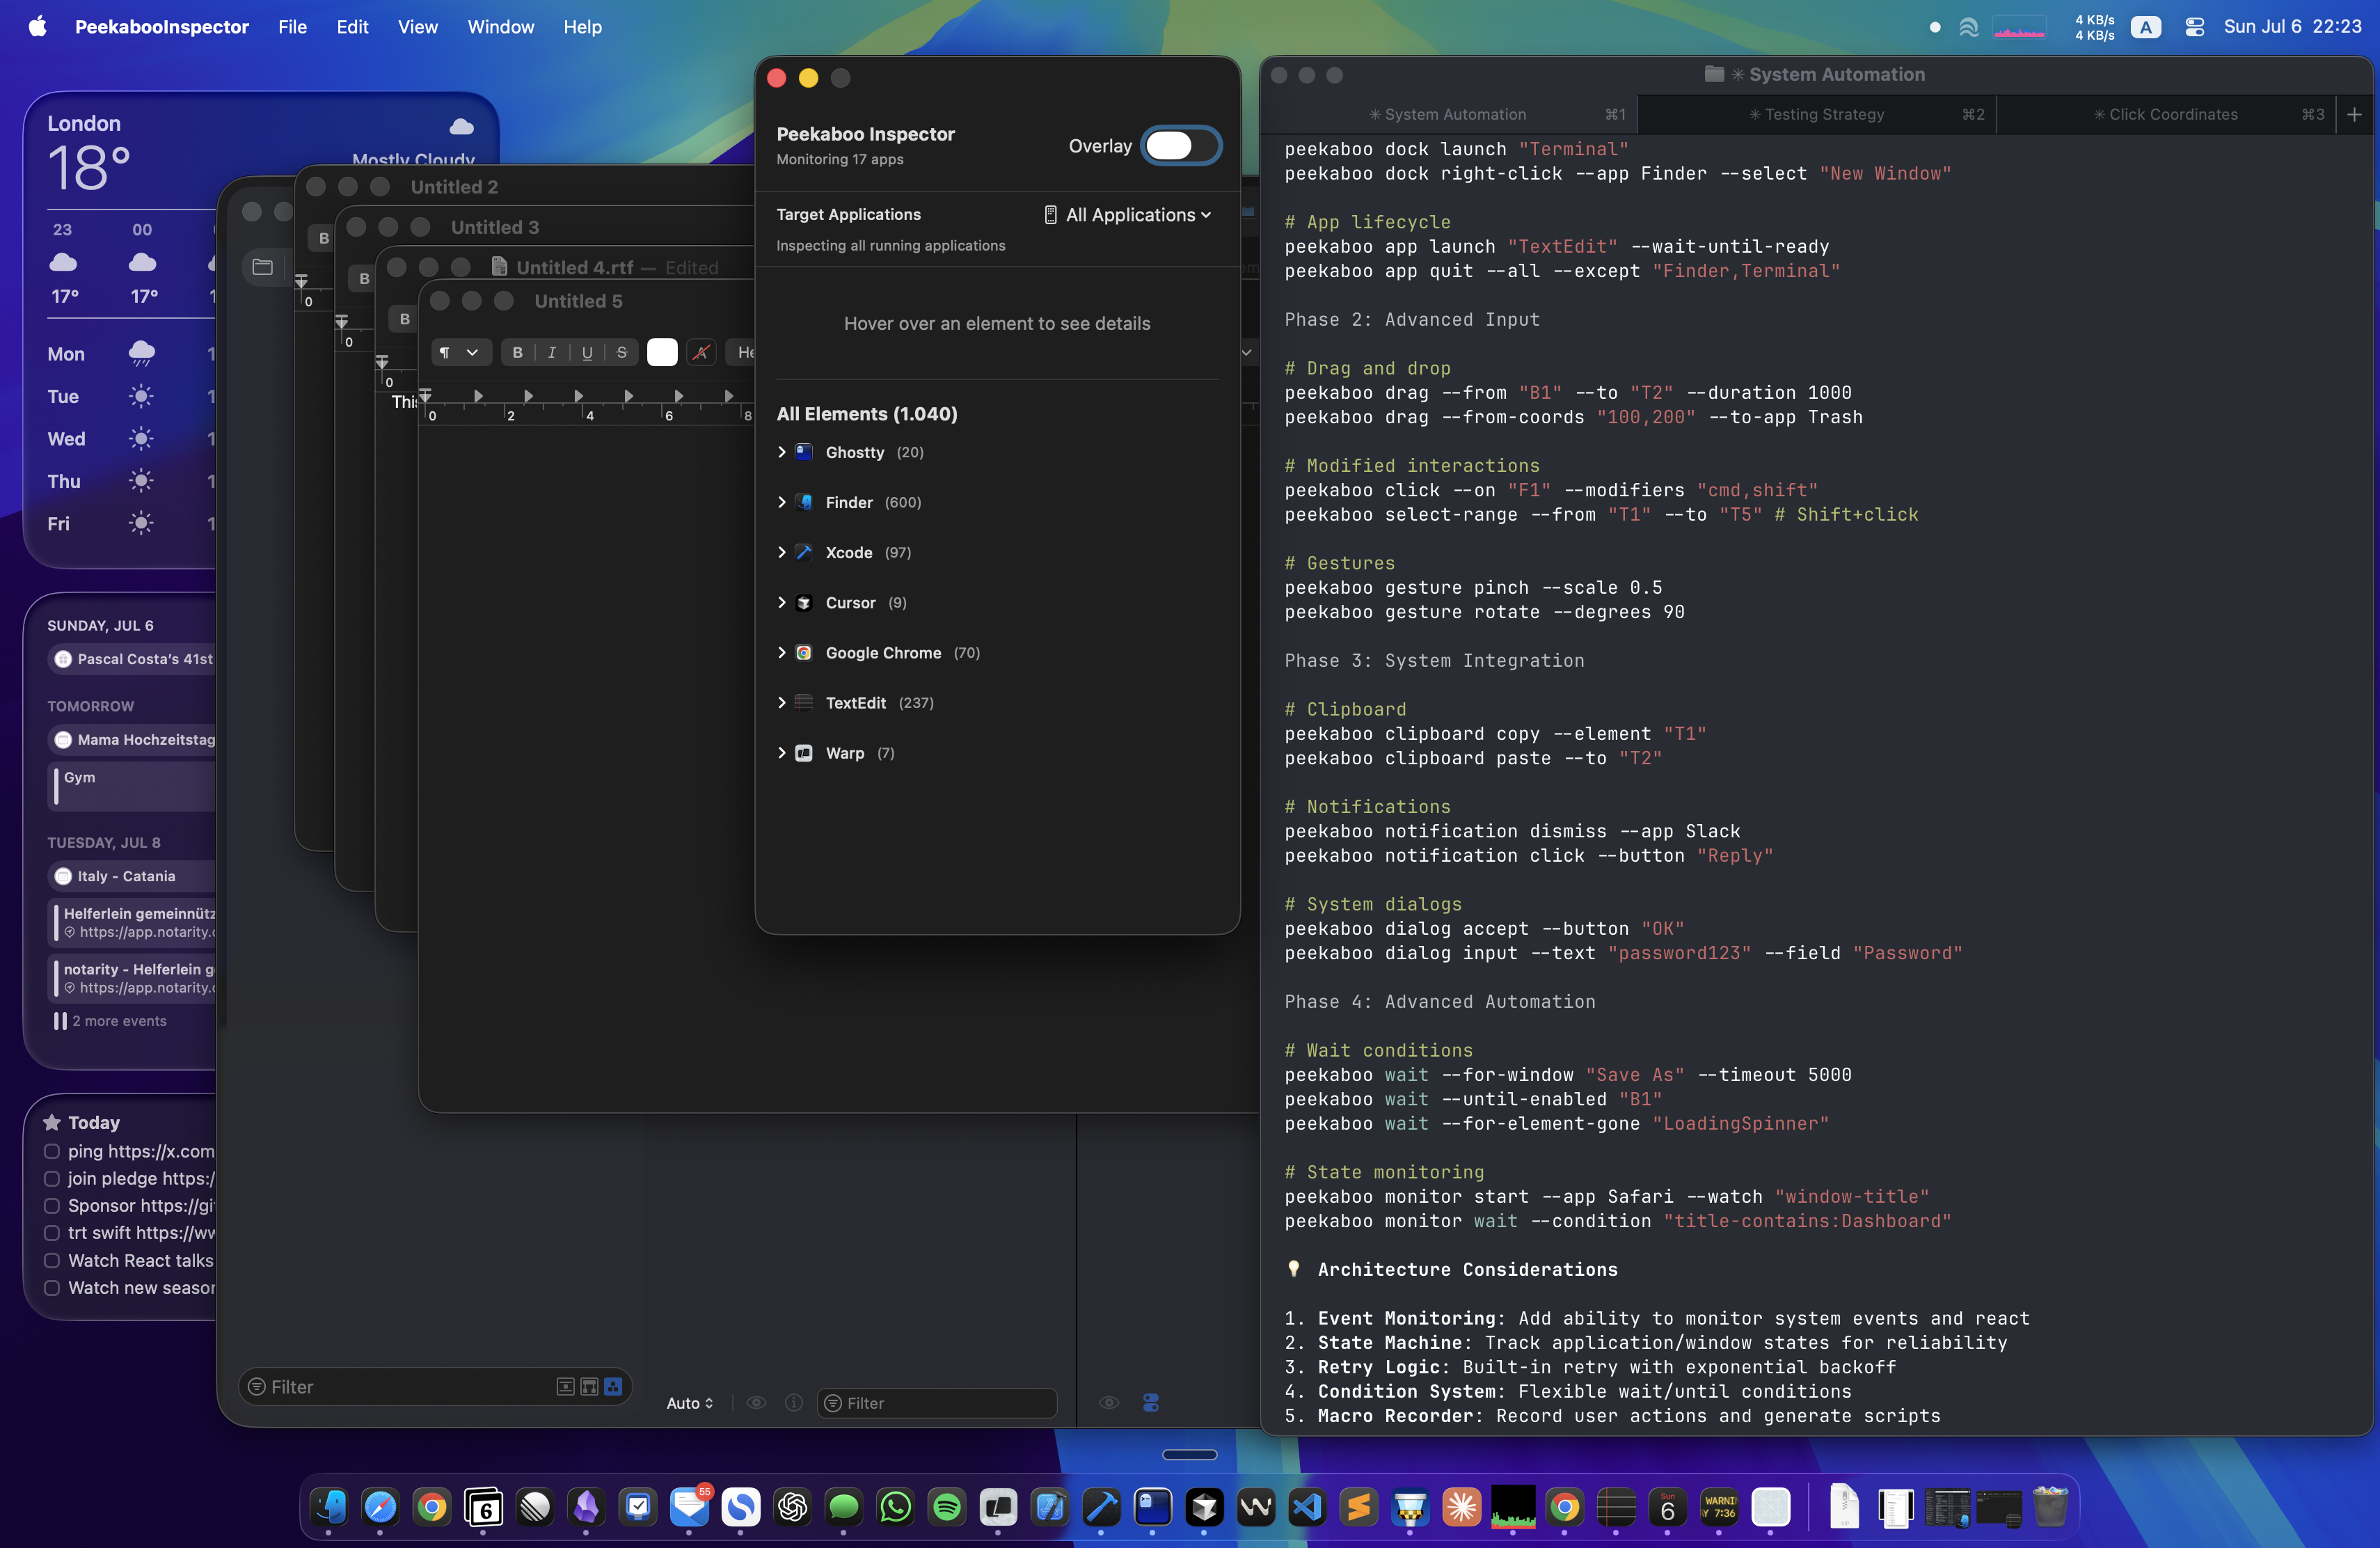 PeekabooInspector File Edit View Window Help
4 KB/s
4 KB/s
A
Sun Jul 6 22:23
London
18°
Mostly Cloudy
23 00
17° 17°
Mon
Tue
Wed
Thu
Fri
SUNDAY, JUL 6
Pascal Costa's 41st
TOMORROW
Mama Hochzeitstag
Gym
TUESDAY, JUL 8
Italy - Catania
Helferlein gemeinnütz
https://app.notarity.c
notarity - Helferlein g
https://app.notarity.c
2 more events
Today
ping https://x.com
join pledge https:/
Sponsor https://gi
trt swift https://ww
Watch React talks
Watch new season
Untitled 2
B
0
Untitled 3
B
0
Untitled 4.rtf — Edited
B
0
This
Untitled 5
¶ B I U S A He
0 2 4 6 8
Filter
Auto
Filter
Peekaboo Inspector
Monitoring 17 apps
Overlay
Target Applications
All Applications
Inspecting all running applications
Hover over an element to see details
All Elements (1.040)
Ghostty (20)
Finder (600)
Xcode (97)
Cursor (9)
Google Chrome (70)
TextEdit (237)
Warp (7)
✳ System Automation
✳ System Automation ⌘1
✳ Testing Strategy ⌘2
✳ Click Coordinates ⌘3
peekaboo dock launch "Terminal"
peekaboo dock right-click --app Finder --select "New Window"
# App lifecycle
peekaboo app launch "TextEdit" --wait-until-ready
peekaboo app quit --all --except "Finder,Terminal"
Phase 2: Advanced Input
# Drag and drop
peekaboo drag --from "B1" --to "T2" --duration 1000
peekaboo drag --from-coords "100,200" --to-app Trash
# Modified interactions
peekaboo click --on "F1" --modifiers "cmd,shift"
peekaboo select-range --from "T1" --to "T5" # Shift+click
# Gestures
peekaboo gesture pinch --scale 0.5
peekaboo gesture rotate --degrees 90
Phase 3: System Integration
# Clipboard
peekaboo clipboard copy --element "T1"
peekaboo clipboard paste --to "T2"
# Notifications
peekaboo notification dismiss --app Slack
peekaboo notification click --button "Reply"
# System dialogs
peekaboo dialog accept --button "OK"
peekaboo dialog input --text "password123" --field "Password"
Phase 4: Advanced Automation
# Wait conditions
peekaboo wait --for-window "Save As" --timeout 5000
peekaboo wait --until-enabled "B1"
peekaboo wait --for-element-gone "LoadingSpinner"
# State monitoring
peekaboo monitor start --app Safari --watch "window-title"
peekaboo monitor wait --condition "title-contains:Dashboard"
💡 Architecture Considerations
1. Event Monitoring: Add ability to monitor system events and react
2. State Machine: Track application/window states for reliability
3. Retry Logic: Built-in retry with exponential backoff
4. Condition System: Flexible wait/until conditions
5. Macro Recorder: Record user actions and generate scripts
6
55
Sun
6
WARNI
Y 7:36